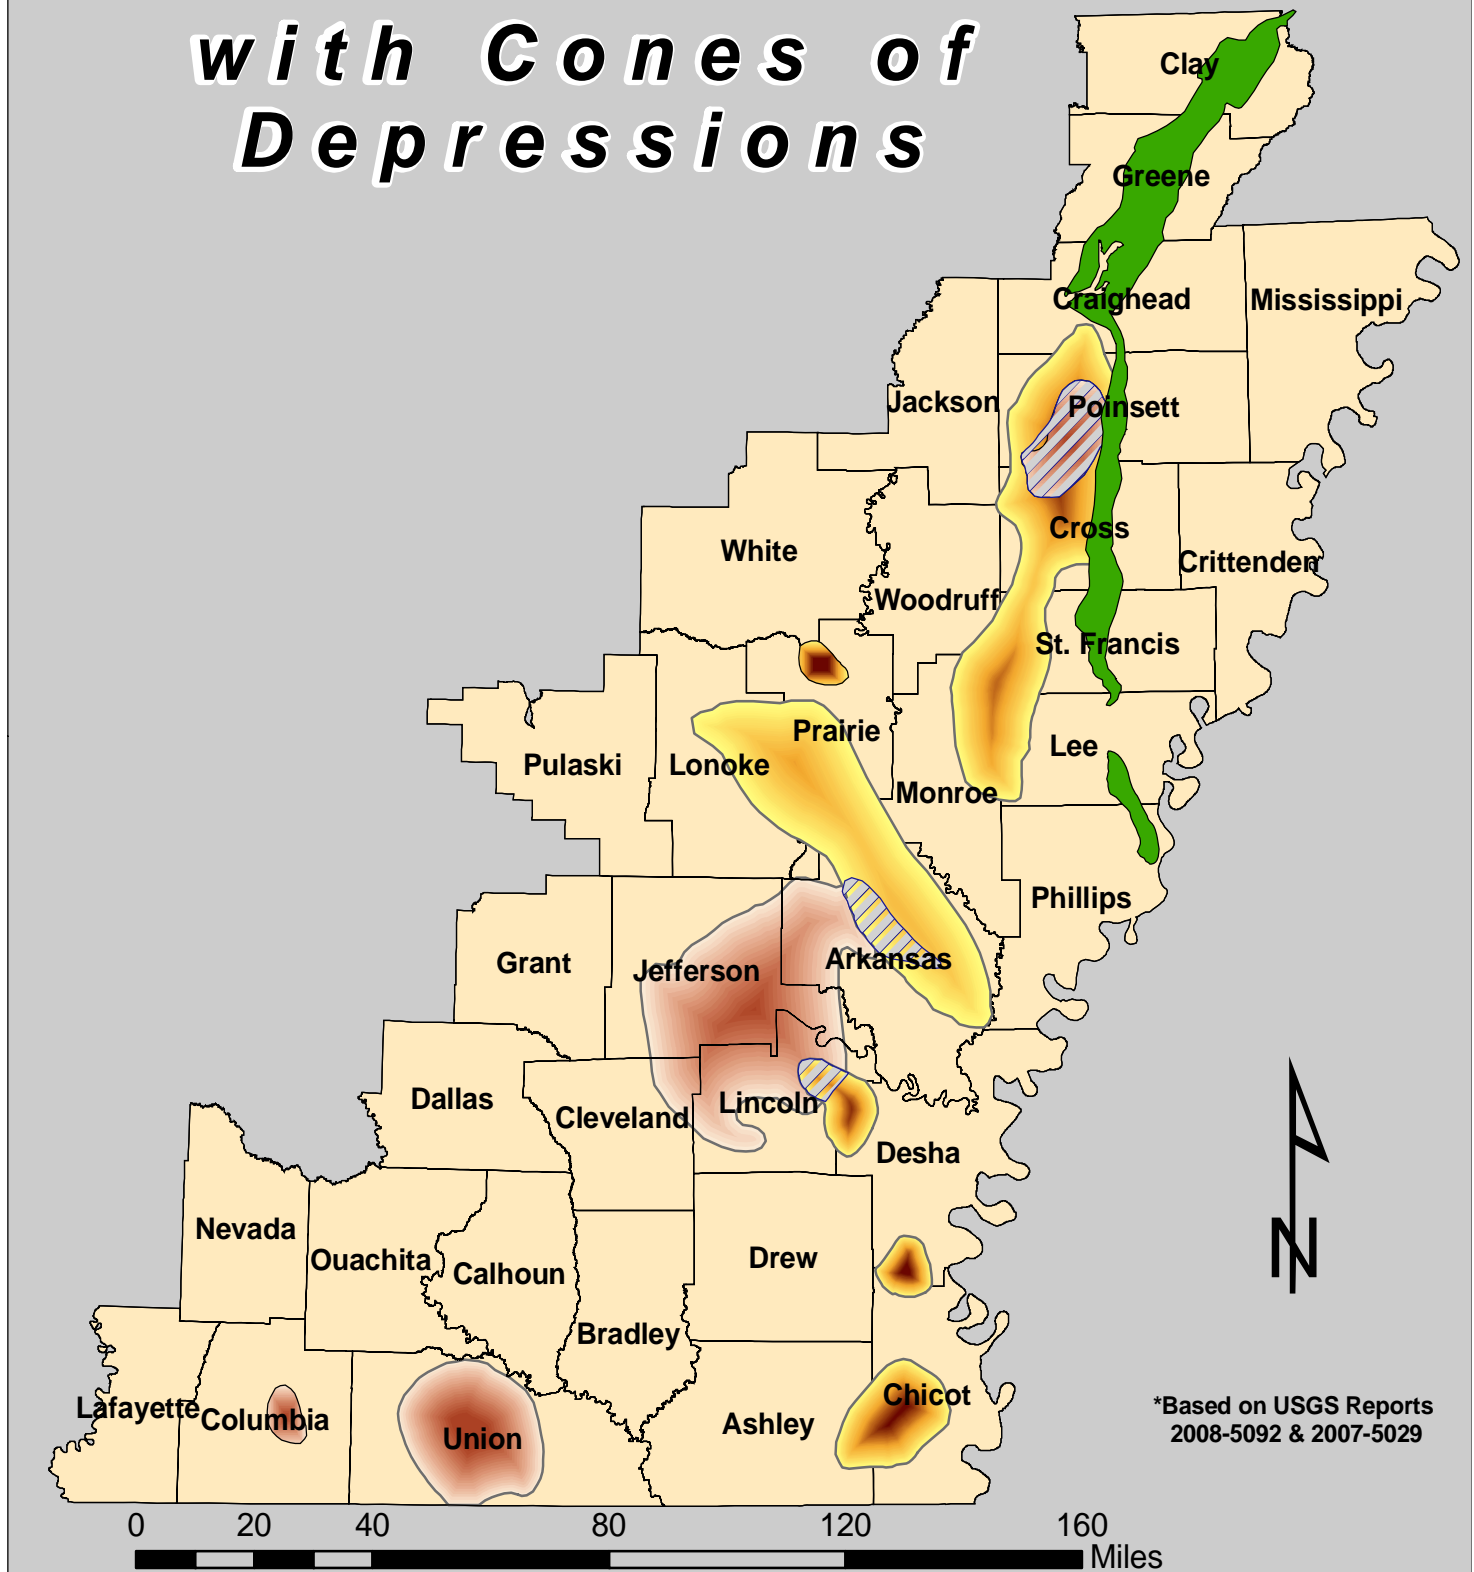 with Cones of
Depressions
Clay
Greene
Craighead
Mississippi
Jackson
Poinsett
Cross
White
Crittenden
Woodruff
St. Francis
Prairie
Lee
Pulaski
Lonoke
Monroe
Phillips
Grant
Jefferson
Arkansas
Dallas
Cleveland
Lincoln
Desha
Nevada
Ouachita
Calhoun
Drew
Bradley
Lafayette
Columbia
Union
Ashley
Chicot
N
*Based on USGS Reports
2008-5092 & 2007-5029
0 20 40 80 120 160
Miles